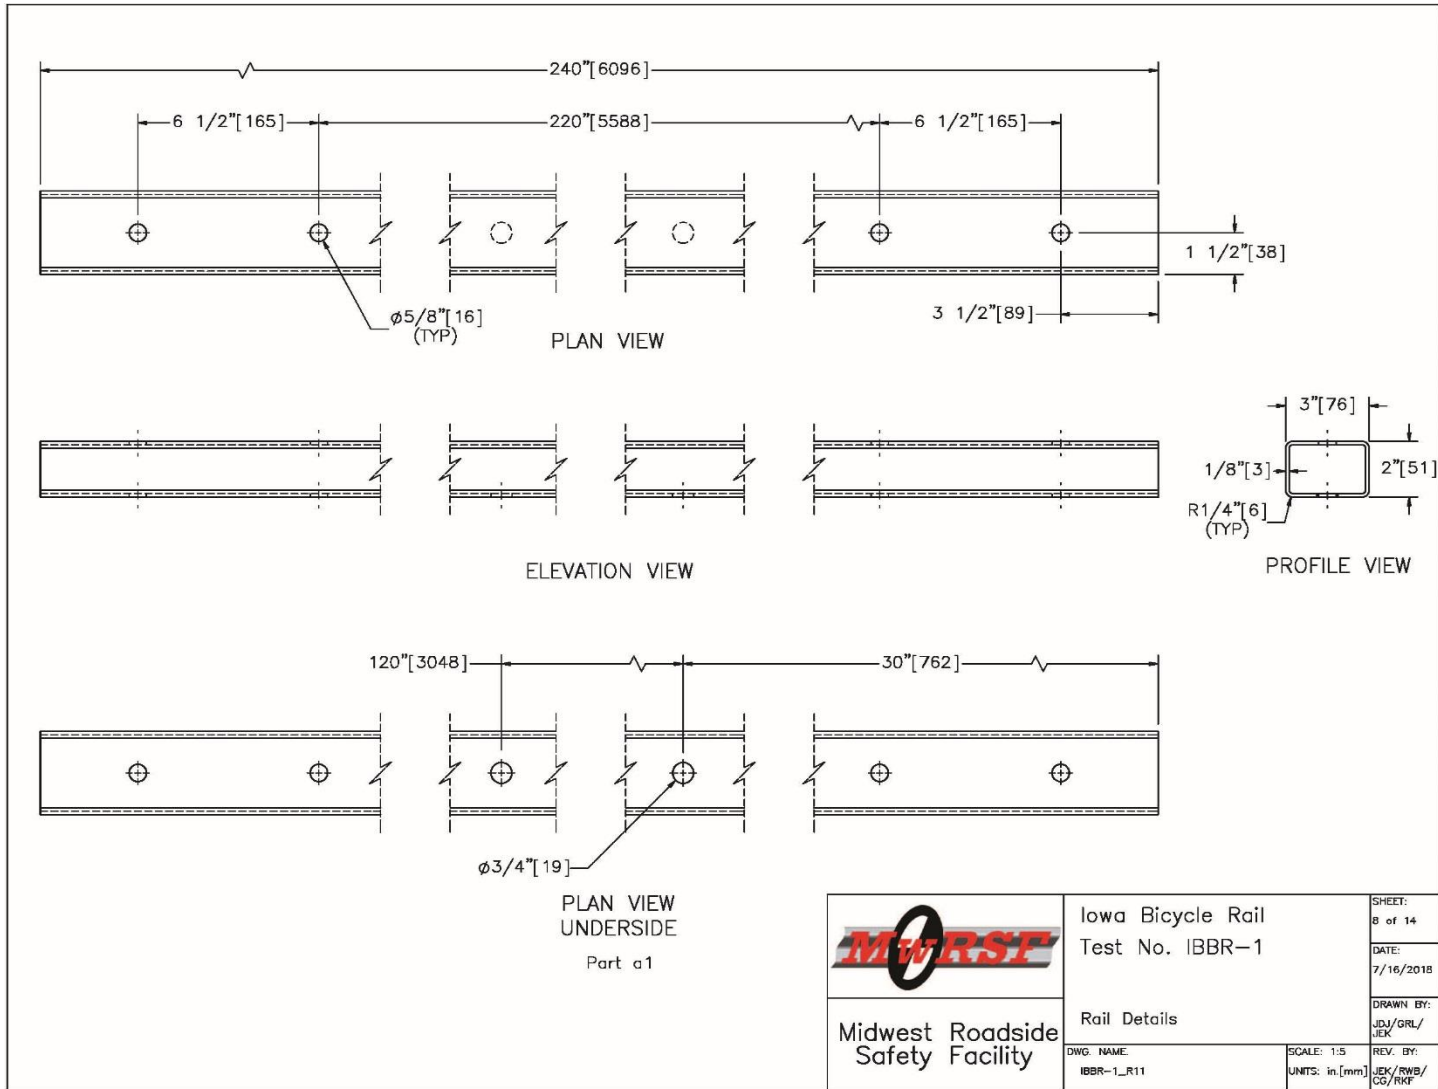 240"[6096]
6 1/2"[165]
220"[5588]
6 1/2"[165]
1 1/2"[38]
3 1/2"[89]
ø5/8"[16]
(TYP)
PLAN VIEW
3"[76]
1/8"[3]
2"[51]
R1/4"[6]
(TYP)
ELEVATION VIEW
PROFILE VIEW
120"[3048]
30"[762]
ø3/4"[19]
PLAN VIEW
UNDERSIDE
Part a1
MwRSF
Midwest Roadside
Safety Facility
Iowa Bicycle Rail
Test No. IBBR-1
Rail Details
DWG. NAME.
IBBR-1_R11
SCALE: 1:5
UNITS: in.[mm]
SHEET:
8 of 14
DATE:
7/16/2018
DRAWN BY:
JDJ/GRL/
JEK
REV. BY:
JEK/RWB/
CG/RKF